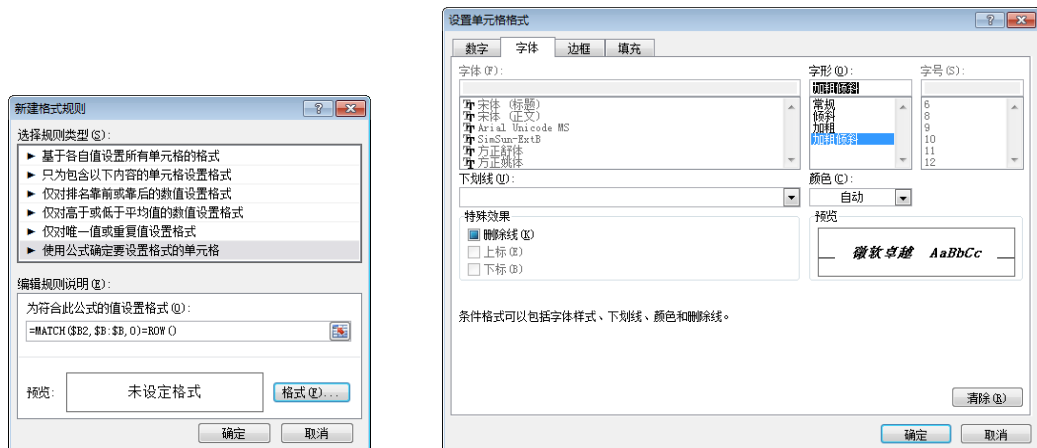 新建格式规则
选择规则类型(S):
► 基于各自值设置所有单元格的格式
► 只为包含以下内容的单元格设置格式
► 仅对排名靠前或靠后的数值设置格式
► 仅对高于或低于平均值的数值设置格式
► 仅对唯一值或重复值设置格式
► 使用公式确定要设置格式的单元格
编辑规则说明(E):
为符合此公式的值设置格式(O):
=MATCH($B2,$B:$B,0)=ROW()
预览:
未设定格式
格式(F)...
确定
取消
设置单元格格式
数字 字体 边框 填充
字体(F):
宋体 (标题)
宋体 (正文)
Arial Unicode MS
SimSun-ExtB
方正舒体
方正姚体
字形(O):
加粗倾斜
常规
倾斜
加粗
加粗倾斜
字号(S):
6
8
9
10
11
12
下划线(U):
颜色(C):
自动
特殊效果
删除线(K)
上标(E)
下标(B)
预览
微软卓越 AaBbCc
条件格式可以包括字体样式、下划线、颜色和删除线。
清除(R)
确定
取消